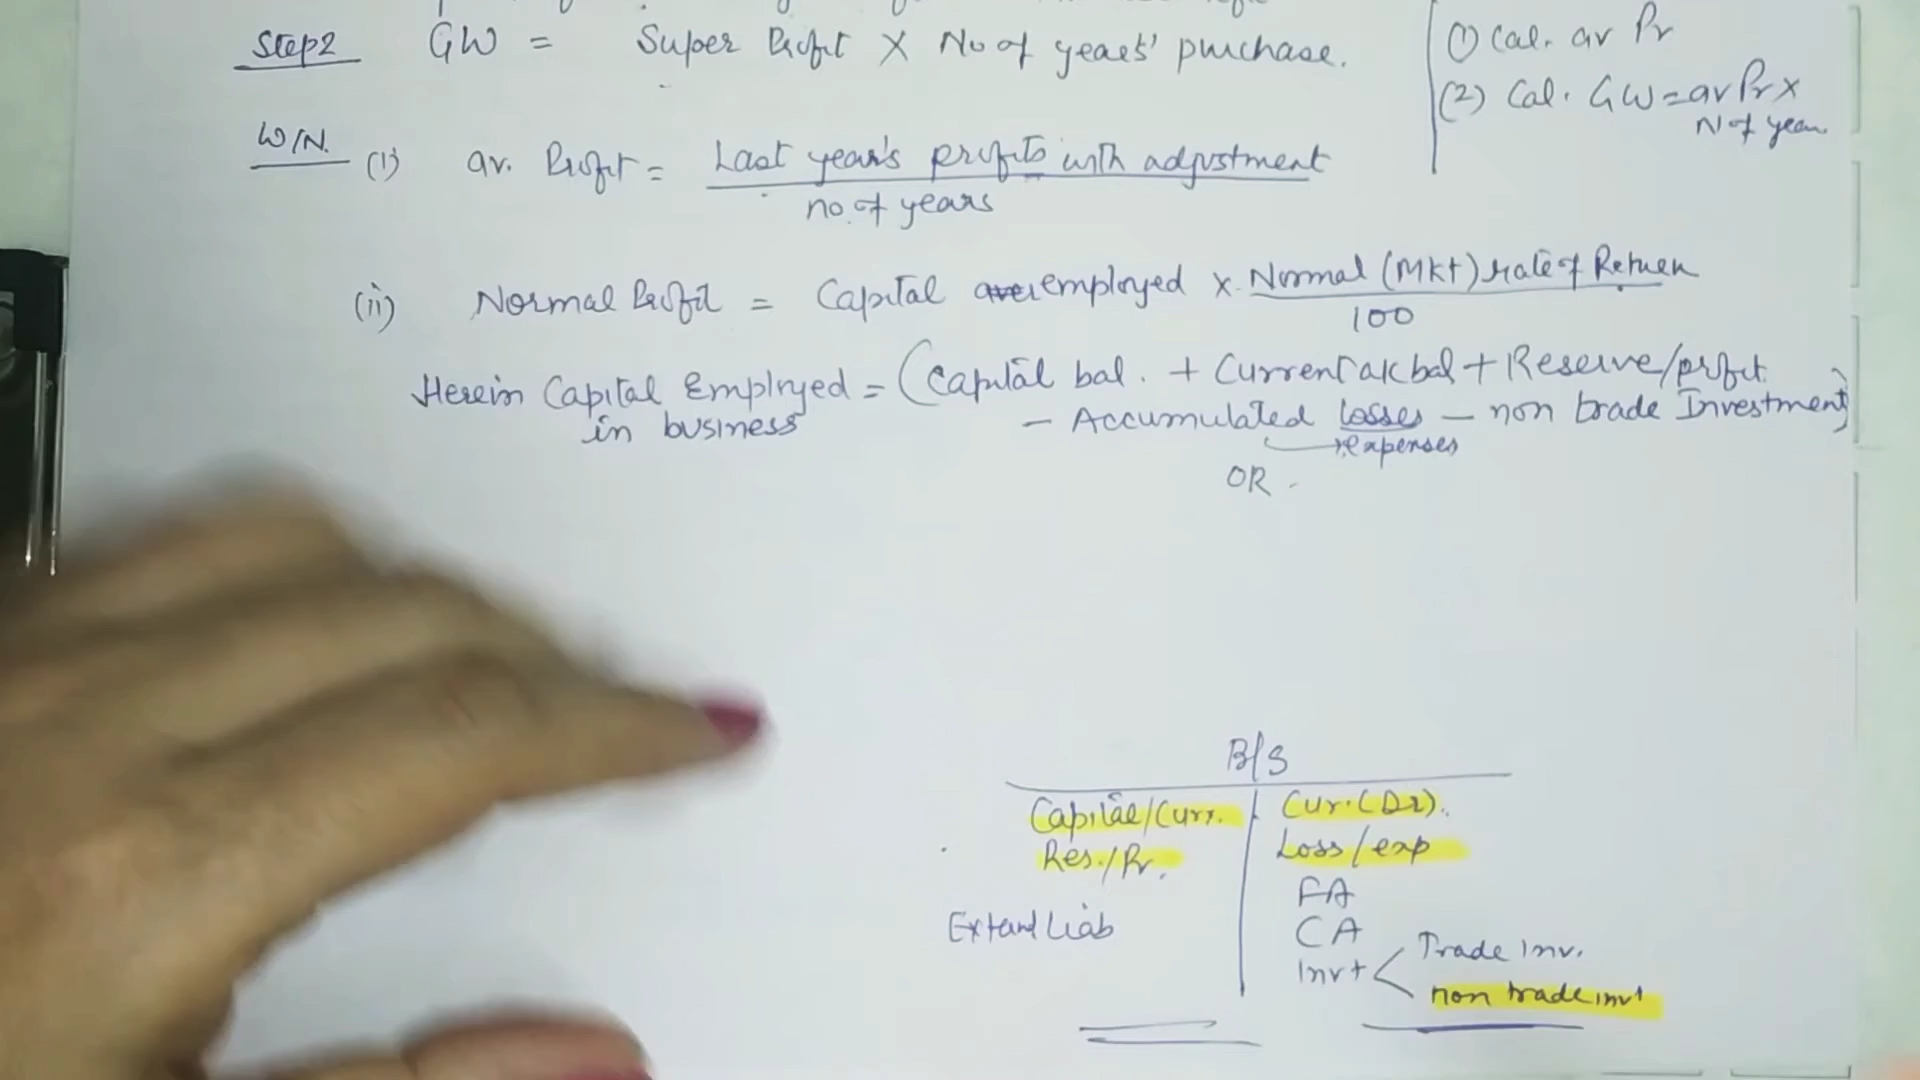 Step2 GW = Super Profit X No of years' purchase.
W/N. (i) av. Profit = Last year's profits with adjustment
no. of years
(ii) Normal Profit = Capital employed x Normal (Mkt) rate of Return
100
Herein Capital Employed = (Capital bal. + Current a/c bal + Reserve/profit
in business - Accumulated losses - non trade Investment)
→ expenses
OR
① Cal. av Pr
(2) Cal. GW = av Pr x
N of year
B/S
Capital/Curr. Cur. (Dr).
Res./Pr. Loss/exp
FA
Extend Liab CA
Invt < Trade Inv.
non trade invt